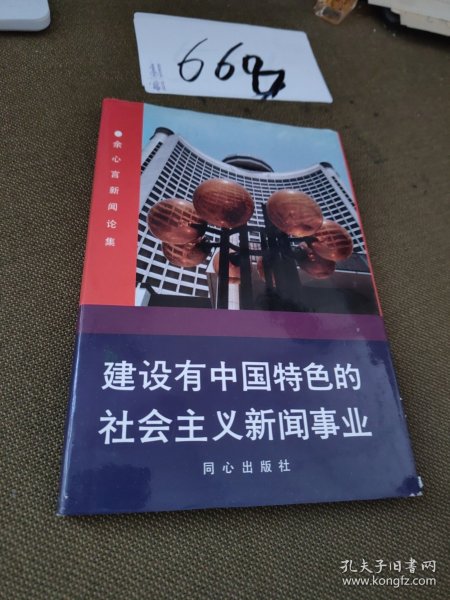 ●余心言新闻论集
建设有中国特色的
社会主义新闻事业
同心出版社
孔夫子旧书网
www.kongfz.com